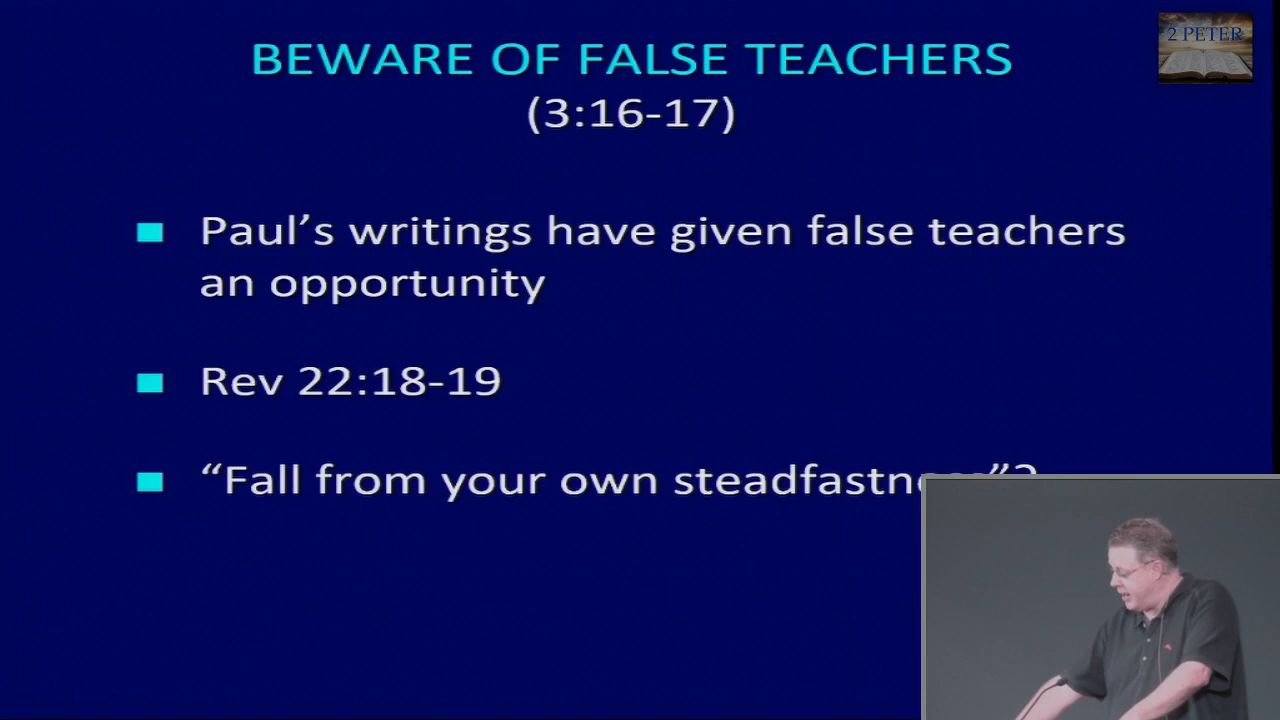 2 PETER
BEWARE OF FALSE TEACHERS
(3:16-17)
Paul’s writings have given false teachers
an opportunity
Rev 22:18-19
“Fall from your own